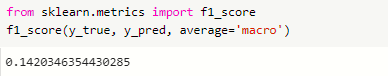 from sklearn.metrics import f1_score
f1_score(y_true, y_pred, average='macro')
0.1420346354430285